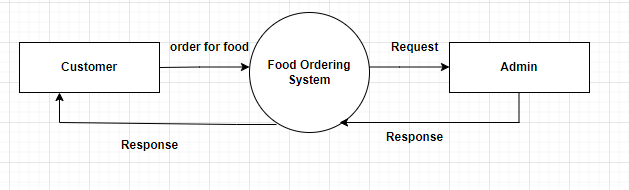 order for food
Request
Customer
Food Ordering
System
Admin
Response
Response